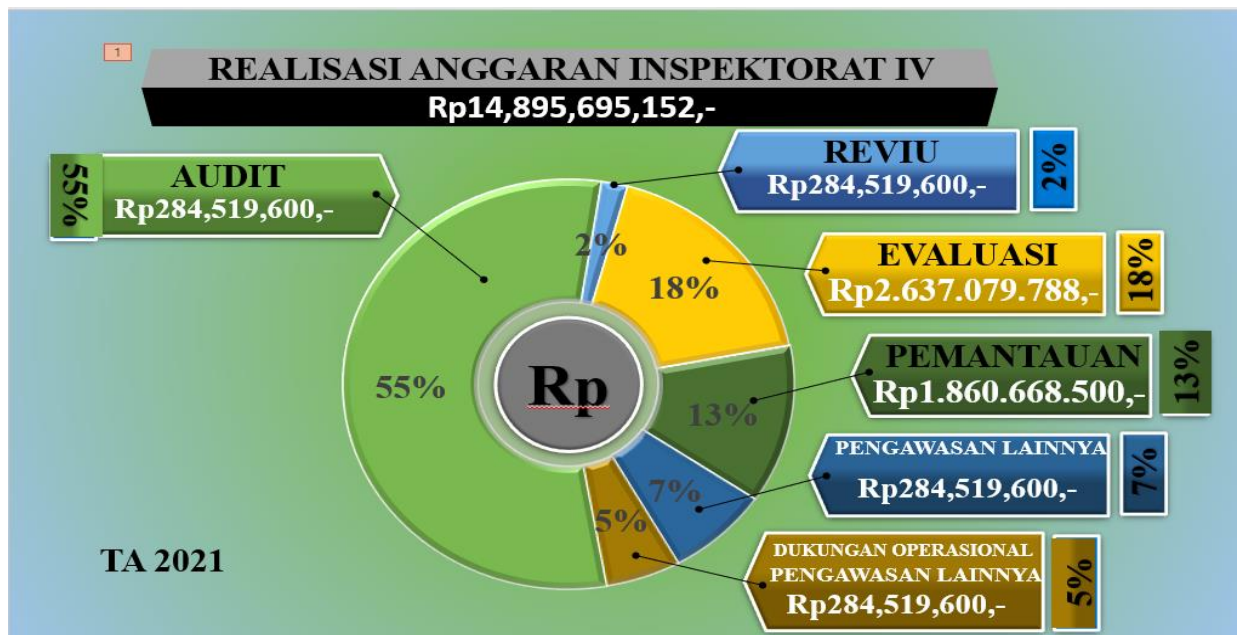 1
REALISASI ANGGARAN INSPEKTORAT IV
Rp14,895,695,152,-
55%
AUDIT
Rp284,519,600,-
REVIU
Rp284,519,600,-
2%
EVALUASI
Rp2.637.079.788,-
18%
PEMANTAUAN
Rp1.860.668.500,-
13%
PENGAWASAN LAINNYA
Rp284,519,600,-
7%
DUKUNGAN OPERASIONAL
PENGAWASAN LAINNYA
Rp284,519,600,-
5%
2%
18%
55%
Rp
13%
7%
5%
TA 2021